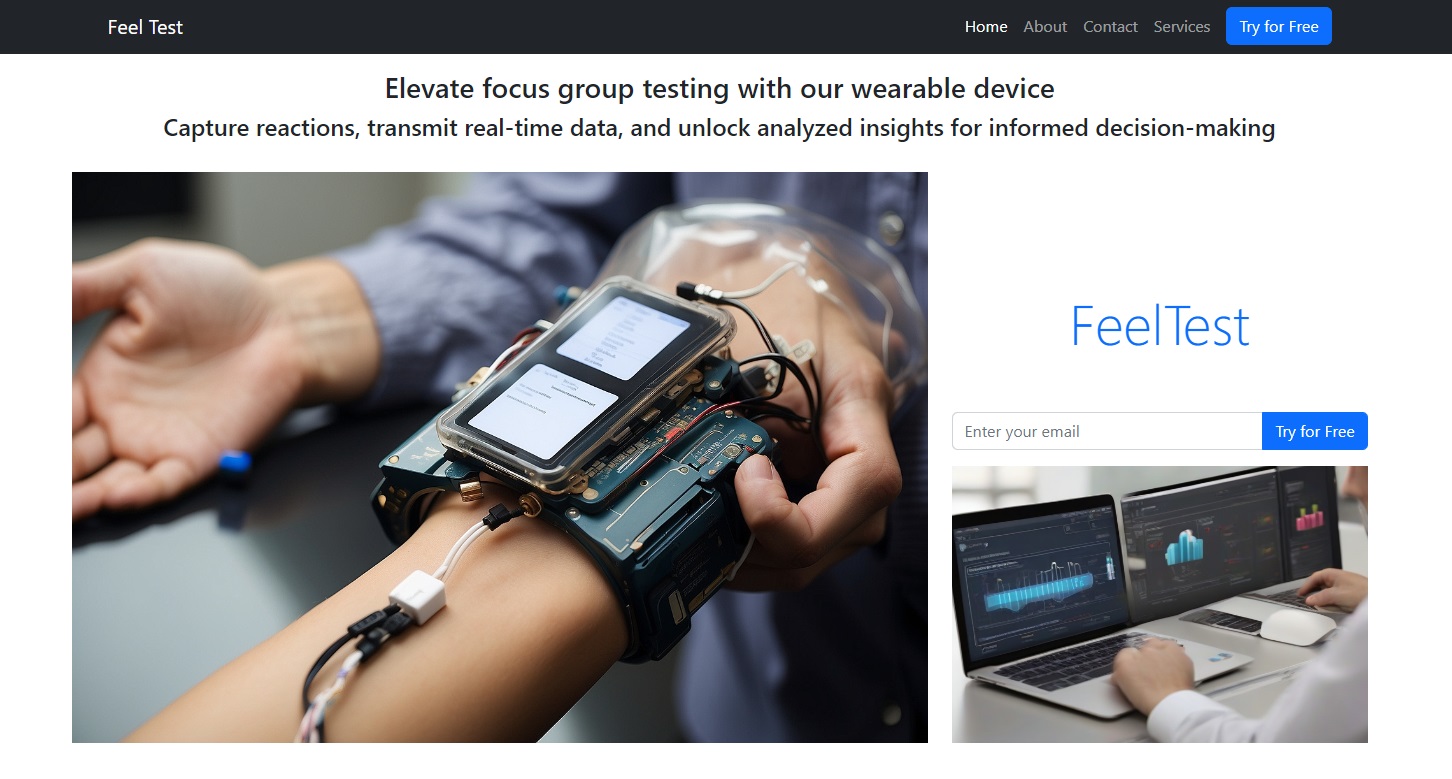 Feel Test
Home About Contact Services Try for Free
Elevate focus group testing with our wearable device
Capture reactions, transmit real-time data, and unlock analyzed insights for informed decision-making
FeelTest
Enter your email Try for Free